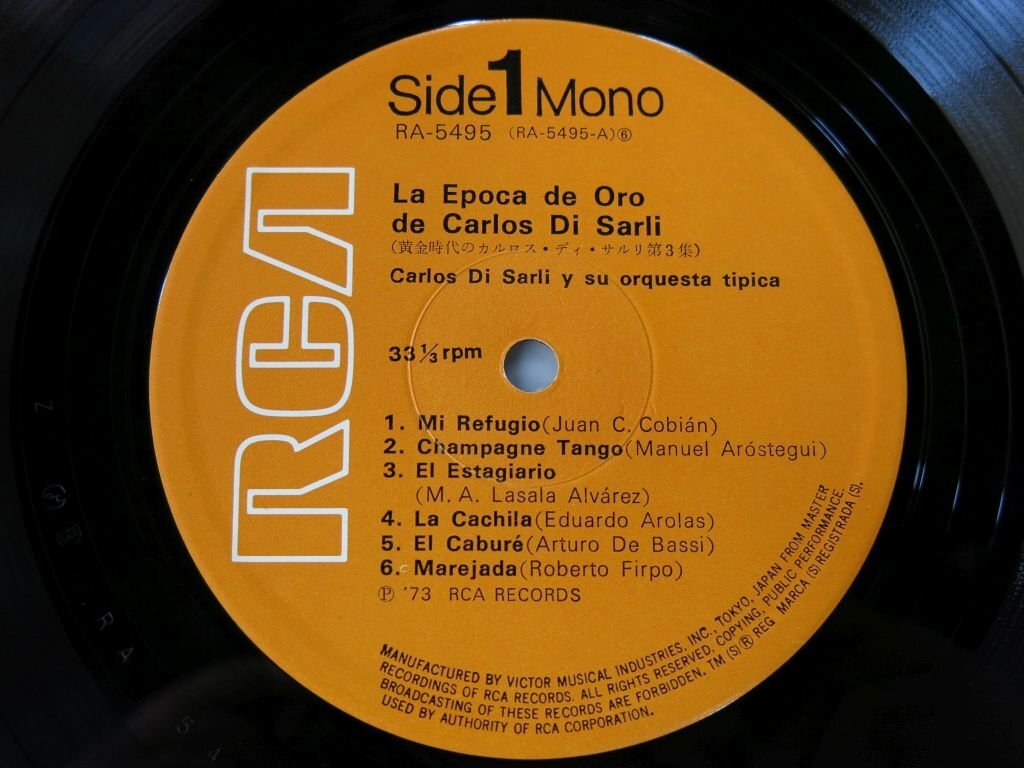 Side 1 Mono
RA-5495 (RA-5495-A)⑥
RCA
La Epoca de Oro
de Carlos Di Sarli
(黄金時代のカルロス・ディ・サルリ第3集)
Carlos Di Sarli y su orquesta tipica
33 1/3 rpm
1. Mi Refugio(Juan C. Cobián)
2. Champagne Tango(Manuel Aróstegui)
3. El Estagiario
(M. A. Lasala Alvárez)
4. La Cachila(Eduardo Arolas)
5. El Caburé(Arturo De Bassi)
6. Marejada(Roberto Firpo)
Ⓟ '73 RCA RECORDS
MANUFACTURED BY VICTOR MUSICAL INDUSTRIES, INC., TOKYO, JAPAN FROM MASTER
RECORDINGS OF RCA RECORDS. ALL RIGHTS RESERVED. COPYING, PUBLIC PERFORMANCE,
BROADCASTING OF THESE RECORDS ARE FORBIDDEN. TM(S)® REG MARCA(S)REGISTRADA(S).
USED BY AUTHORITY OF RCA CORPORATION.